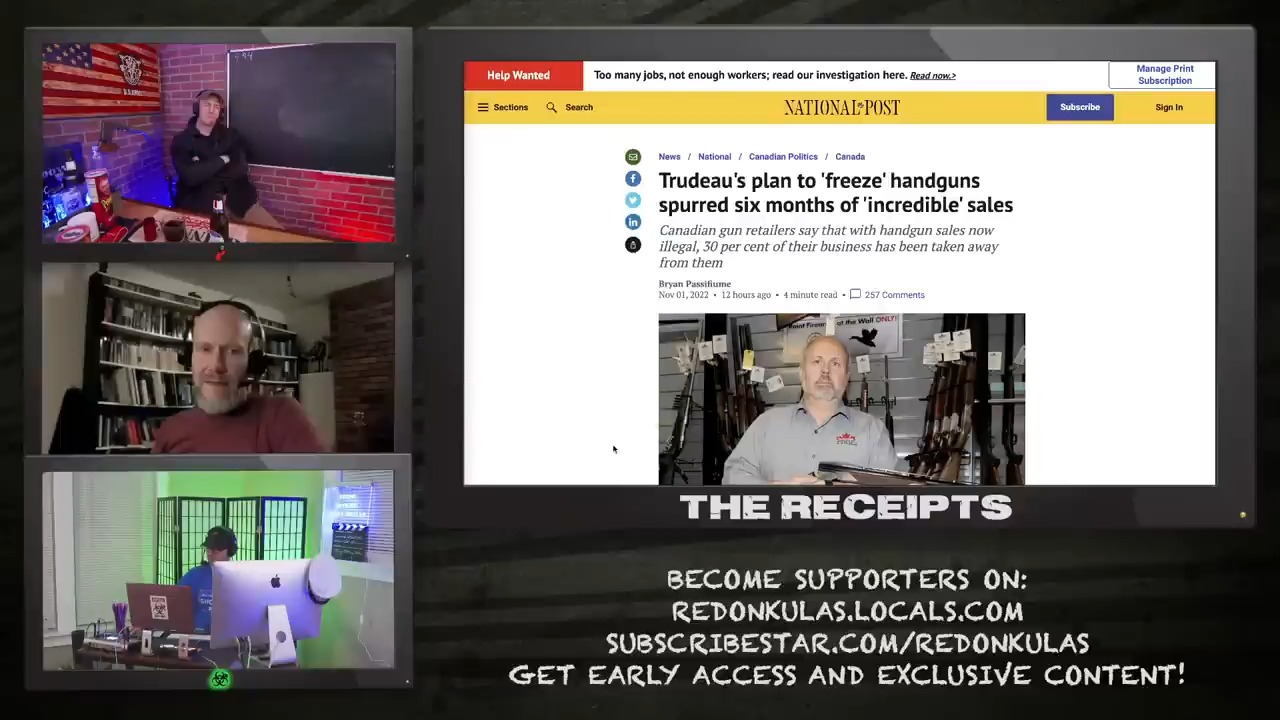 Help Wanted
Too many jobs, not enough workers; read our investigation here. Read now.>
Manage Print
Subscription
Sections
Search
NATIONAL POST
Subscribe
Sign In
News / National / Canadian Politics / Canada
Trudeau's plan to 'freeze' handguns
spurred six months of 'incredible' sales
Canadian gun retailers say that with handgun sales now
illegal, 30 per cent of their business has been taken away
from them
Bryan Passifiume
Nov 01, 2022 • 12 hours ago • 4 minute read • 257 Comments
at the Wall ONLY!
THE RECEIPTS
BECOME SUPPORTERS ON:
REDONKULAS.LOCALS.COM
SUBSCRIBESTAR.COM/REDONKULAS
GET EARLY ACCESS AND EXCLUSIVE CONTENT!